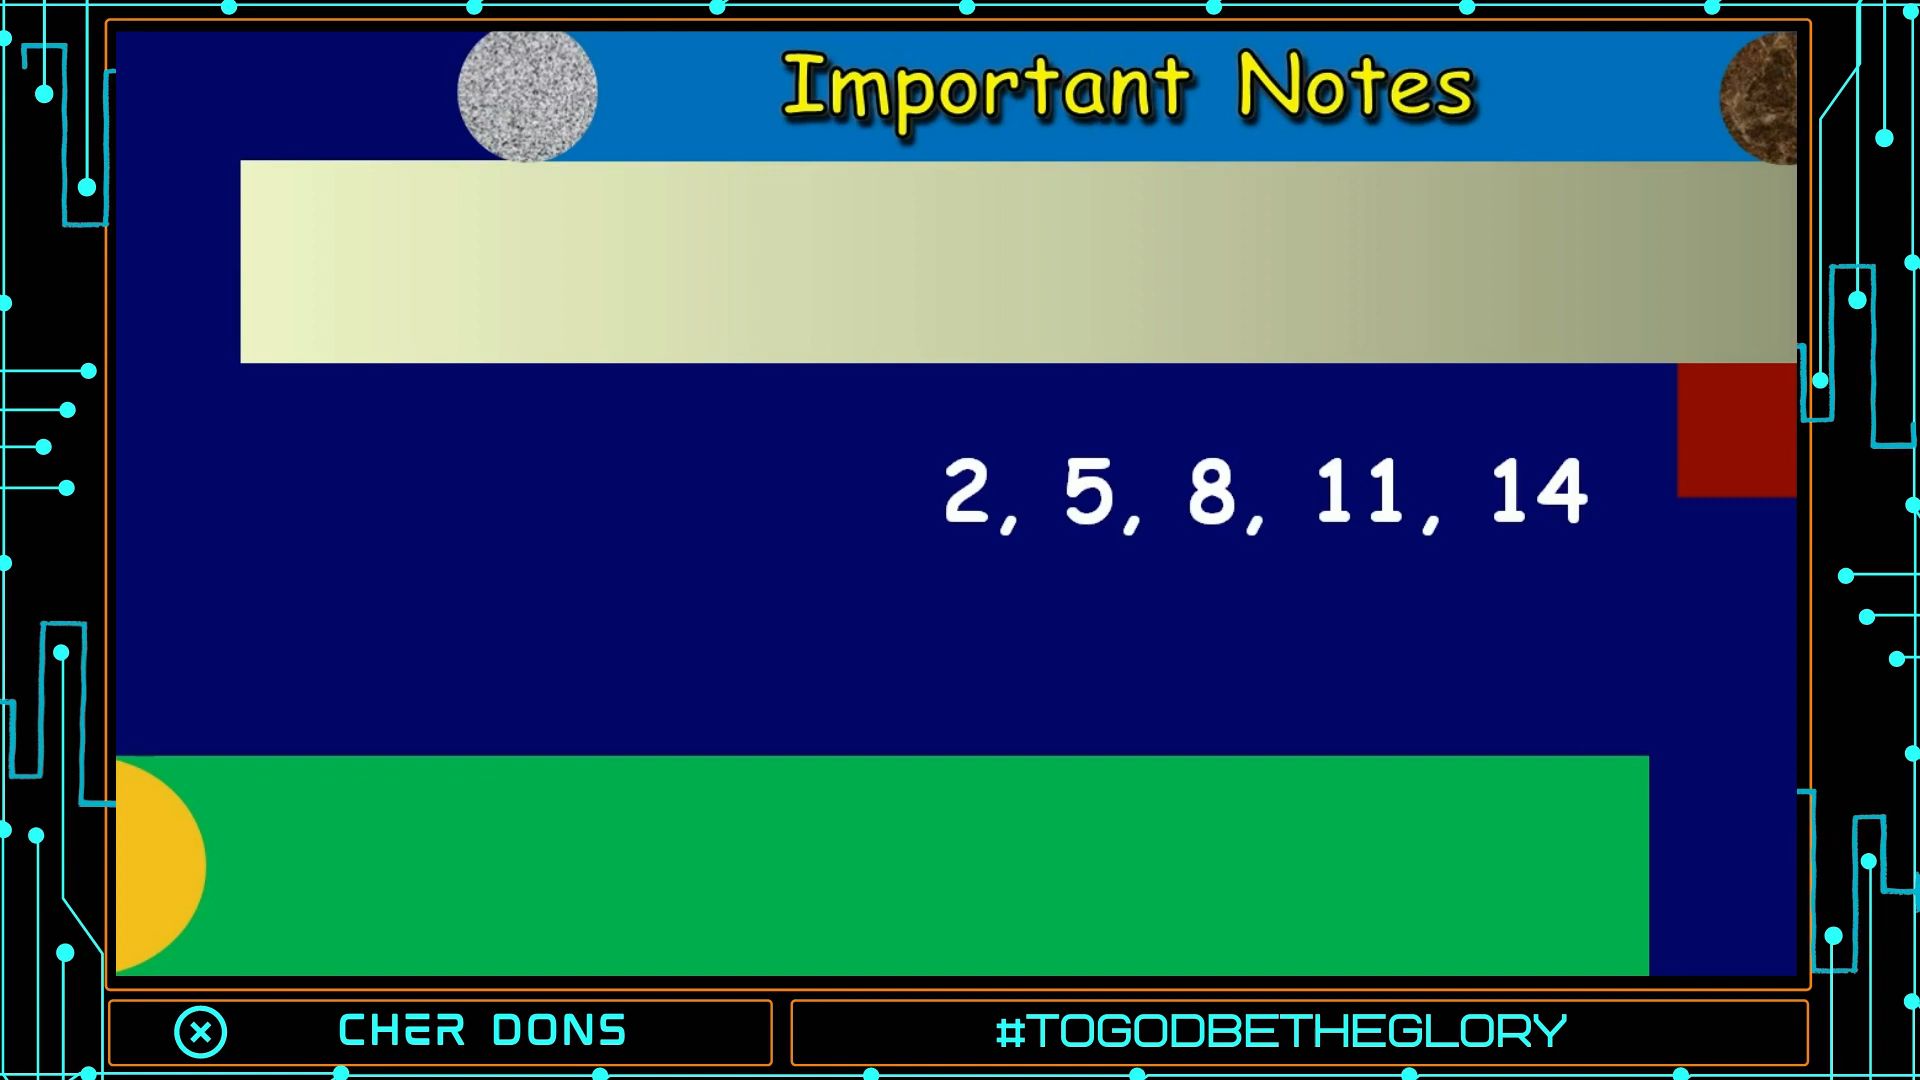 Important Notes
2, 5, 8, 11, 14
CHER DONS
#TOGODBETHEGLORY